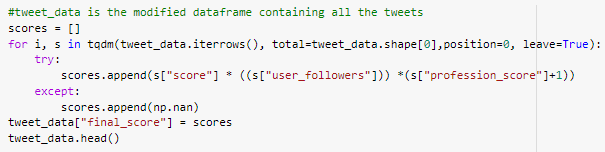 #tweet_data is the modified dataframe containing all the tweets
scores = []
for i, s in tqdm(tweet_data.iterrows(), total=tweet_data.shape[0],position=0, leave=True):
    try:
        scores.append(s["score"] * ((s["user_followers"])) *(s["profession_score"]+1))
    except:
        scores.append(np.nan)
tweet_data["final_score"] = scores
tweet_data.head()